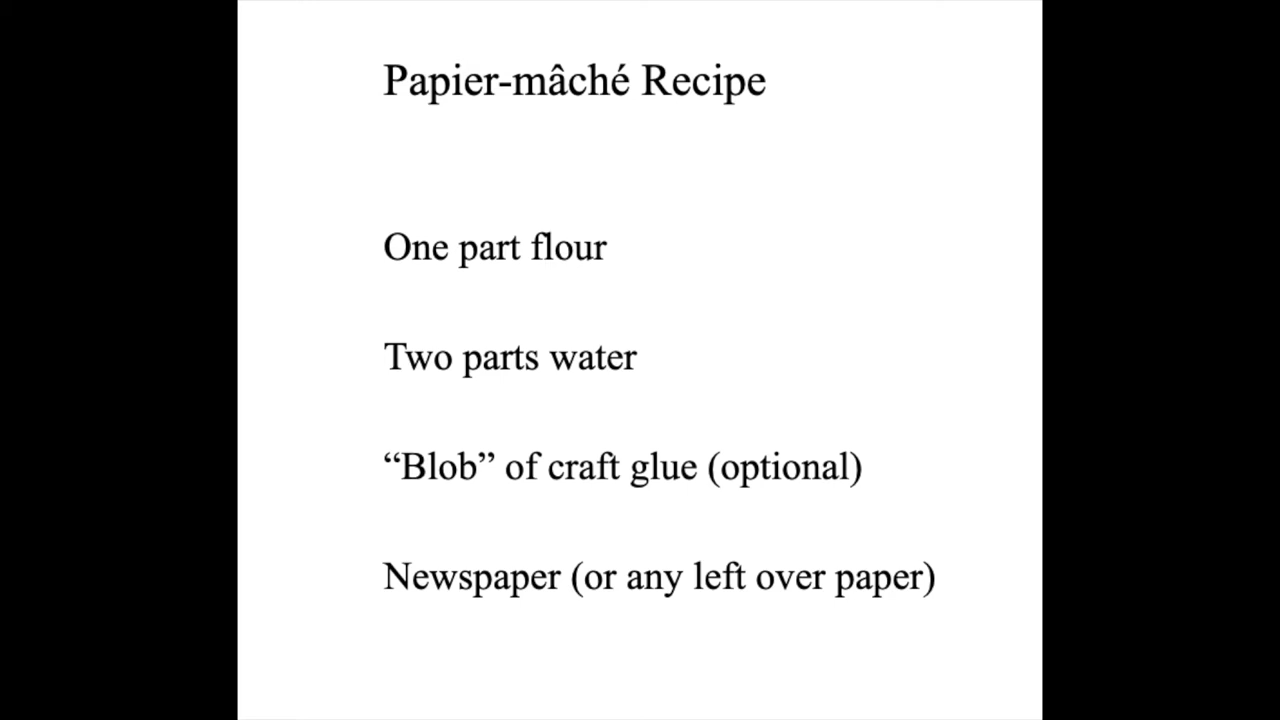 Papier-mâché Recipe
One part flour
Two parts water
“Blob” of craft glue (optional)
Newspaper (or any left over paper)